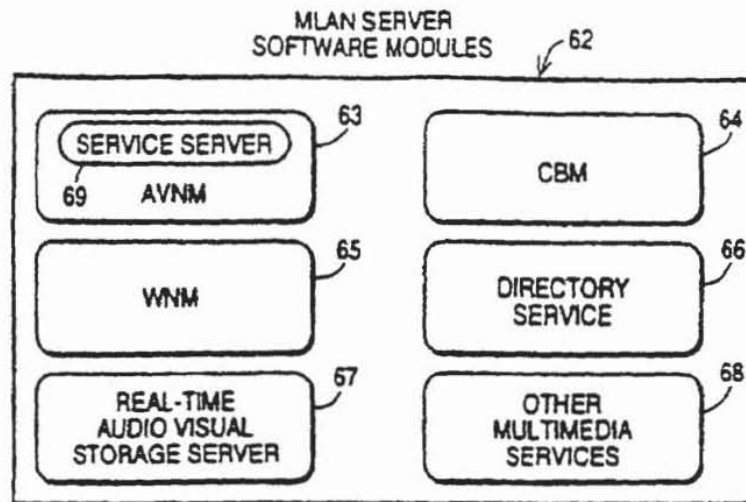 MLAN SERVER
SOFTWARE MODULES
62
SERVICE SERVER
69
AVNM
63
CBM
64
WNM
65
DIRECTORY
SERVICE
66
REAL-TIME
AUDIO VISUAL
STORAGE SERVER
67
OTHER
MULTIMEDIA
SERVICES
68